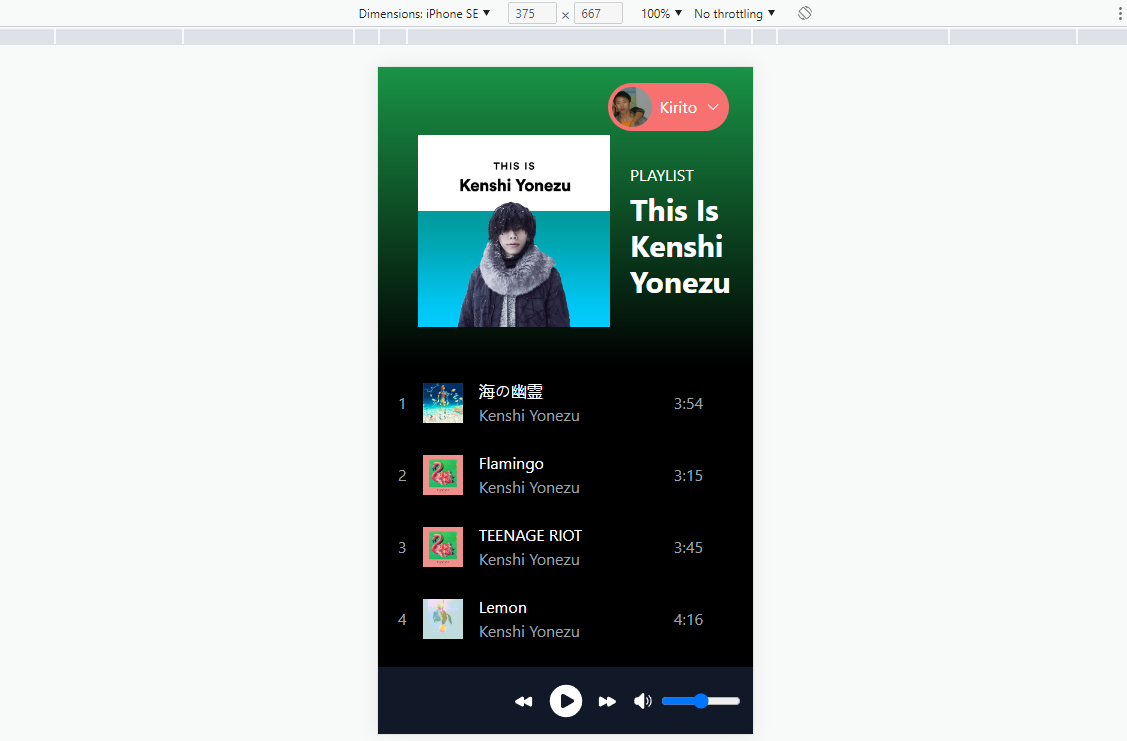 Dimensions: iPhone SE ▼ 375 × 667 100% ▼ No throttling ▼
Kirito
THIS IS
Kenshi Yonezu
PLAYLIST
This Is
Kenshi
Yonezu
1 海の幽霊 3:54
Kenshi Yonezu
2 Flamingo 3:15
Kenshi Yonezu
3 TEENAGE RIOT 3:45
Kenshi Yonezu
4 Lemon 4:16
Kenshi Yonezu